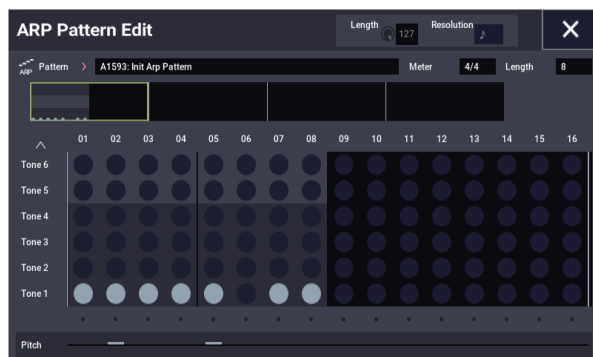 ARP Pattern Edit Length 127 Resolution
ARP Pattern > A1593: Init Arp Pattern Meter 4/4 Length 8
01 02 03 04 05 06 07 08 09 10 11 12 13 14 15 16
Tone 6
Tone 5
Tone 4
Tone 3
Tone 2
Tone 1
Pitch